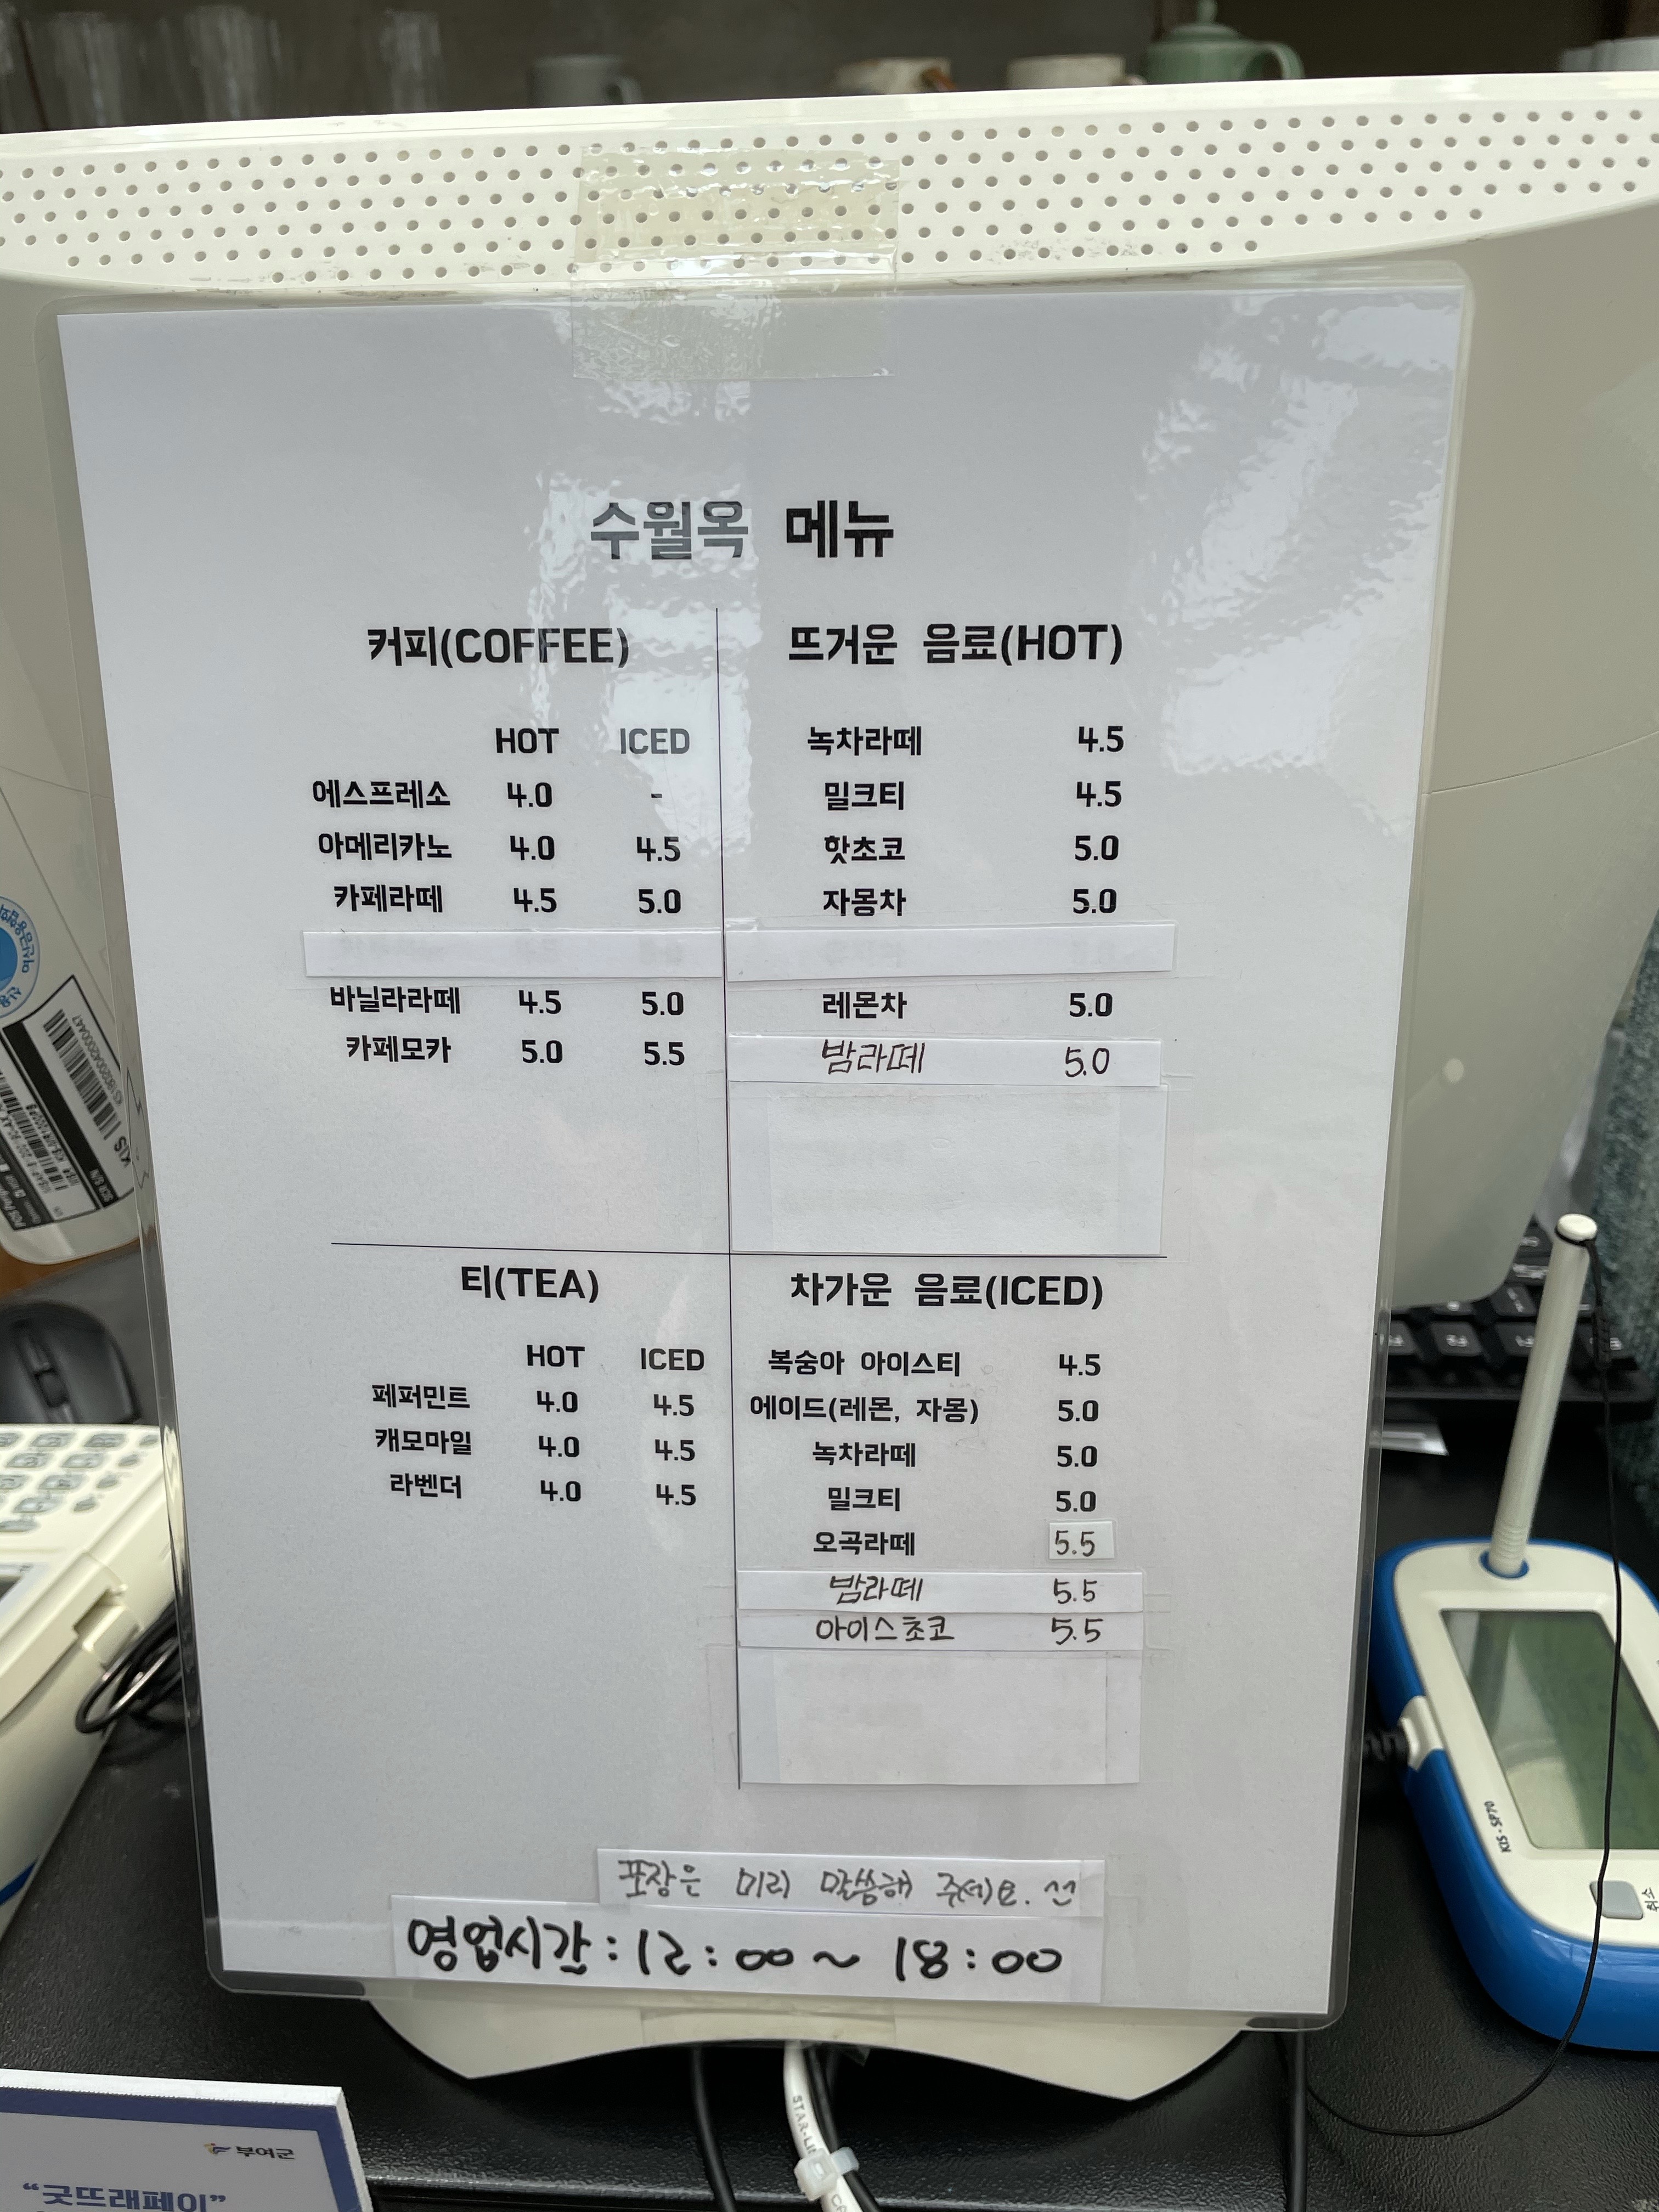 수월옥 메뉴
커피(COFFEE)
HOT ICED
에스프레소 4.0 -
아메리카노 4.0 4.5
카페라떼 4.5 5.0
바닐라라떼 4.5 5.0
카페모카 5.0 5.5
뜨거운 음료(HOT)
녹차라떼 4.5
밀크티 4.5
핫초코 5.0
자몽차 5.0
레몬차 5.0
밤라떼 5.0
티(TEA)
HOT ICED
페퍼민트 4.0 4.5
캐모마일 4.0 4.5
라벤더 4.0 4.5
차가운 음료(ICED)
복숭아 아이스티 4.5
에이드(레몬, 자몽) 5.0
녹차라떼 5.0
밀크티 5.0
오곡라떼 5.5
밤라떼 5.5
아이스초코 5.5
포장은 미리 말씀해 주세요. ^^
영업시간 : 12 : 00 ~ 18 : 00
KIS
KIS-SP70
취소
STAR-LI
부여군
“굿뜨래페이”